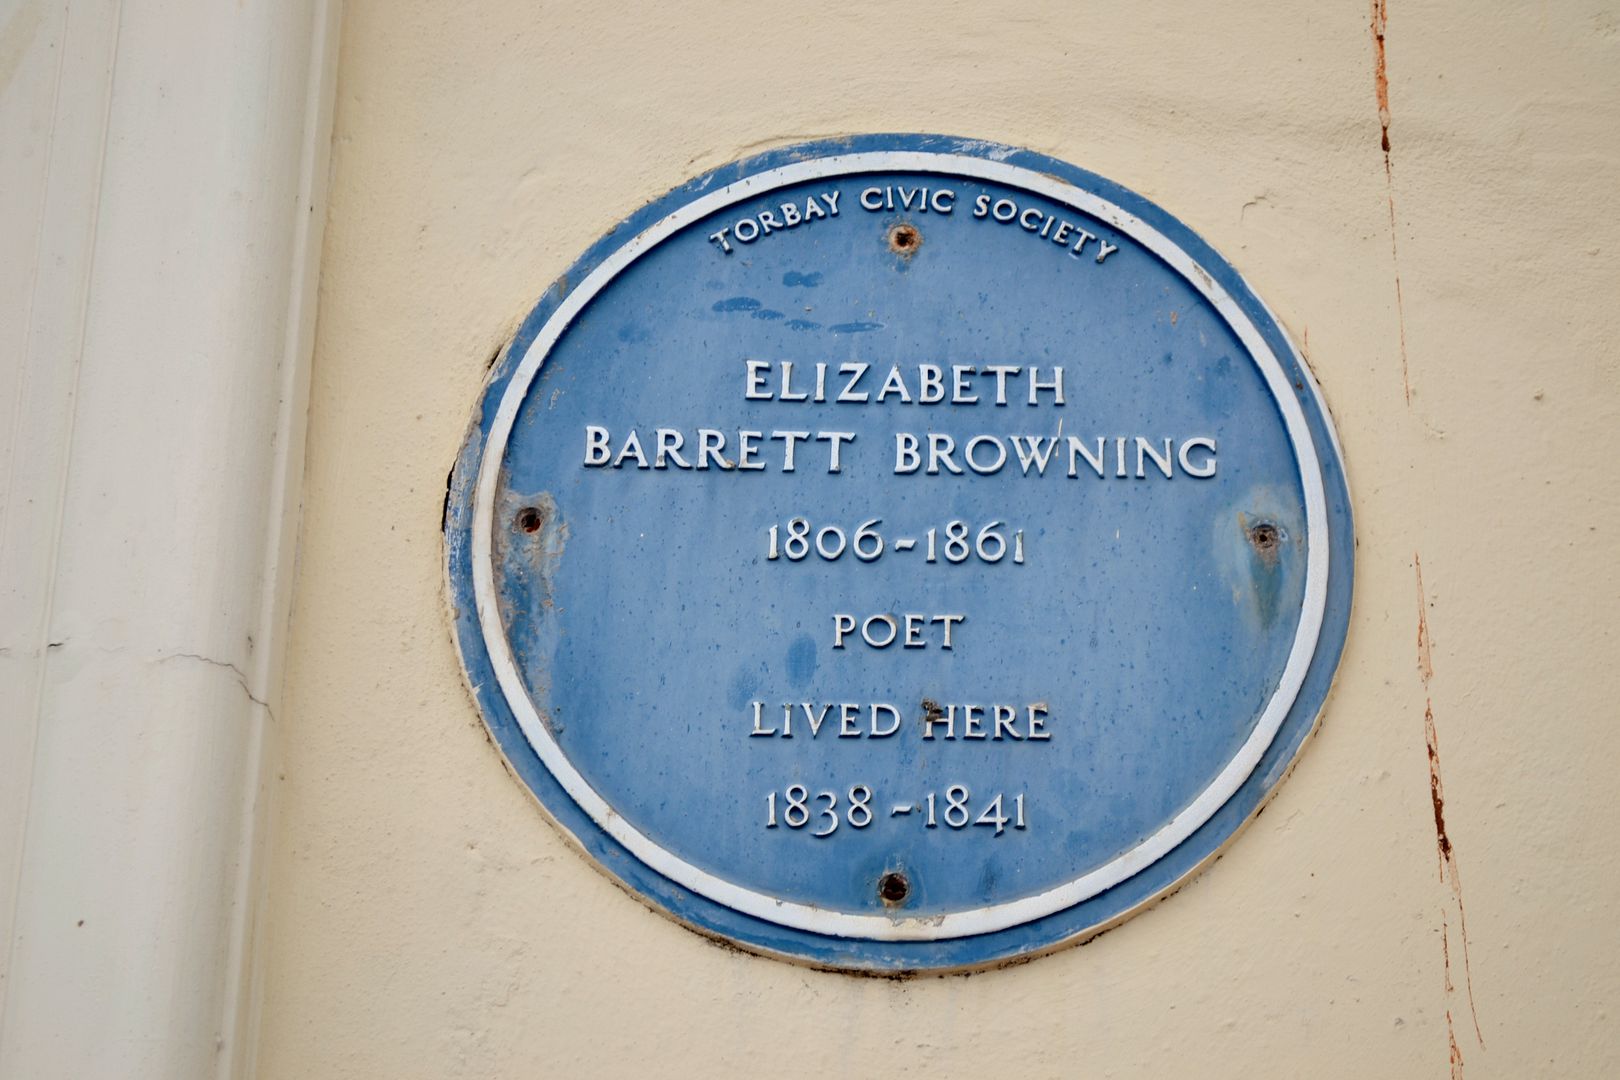 TORBAY CIVIC SOCIETY
ELIZABETH
BARRETT BROWNING
1806-1861
POET
LIVED HERE
1838-1841